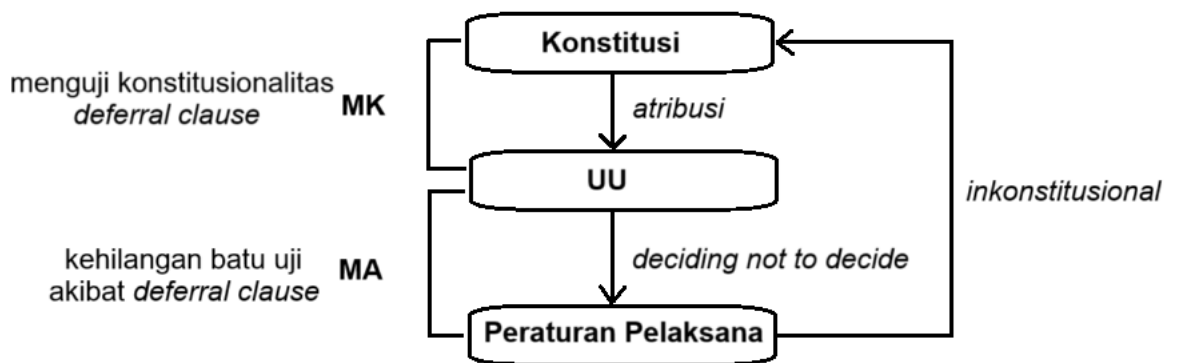 Konstitusi
menguji konstitusionalitas
deferral clause
MK
atribusi
UU
inkonstitusional
kehilangan batu uji
akibat deferral clause
MA
deciding not to decide
Peraturan Pelaksana